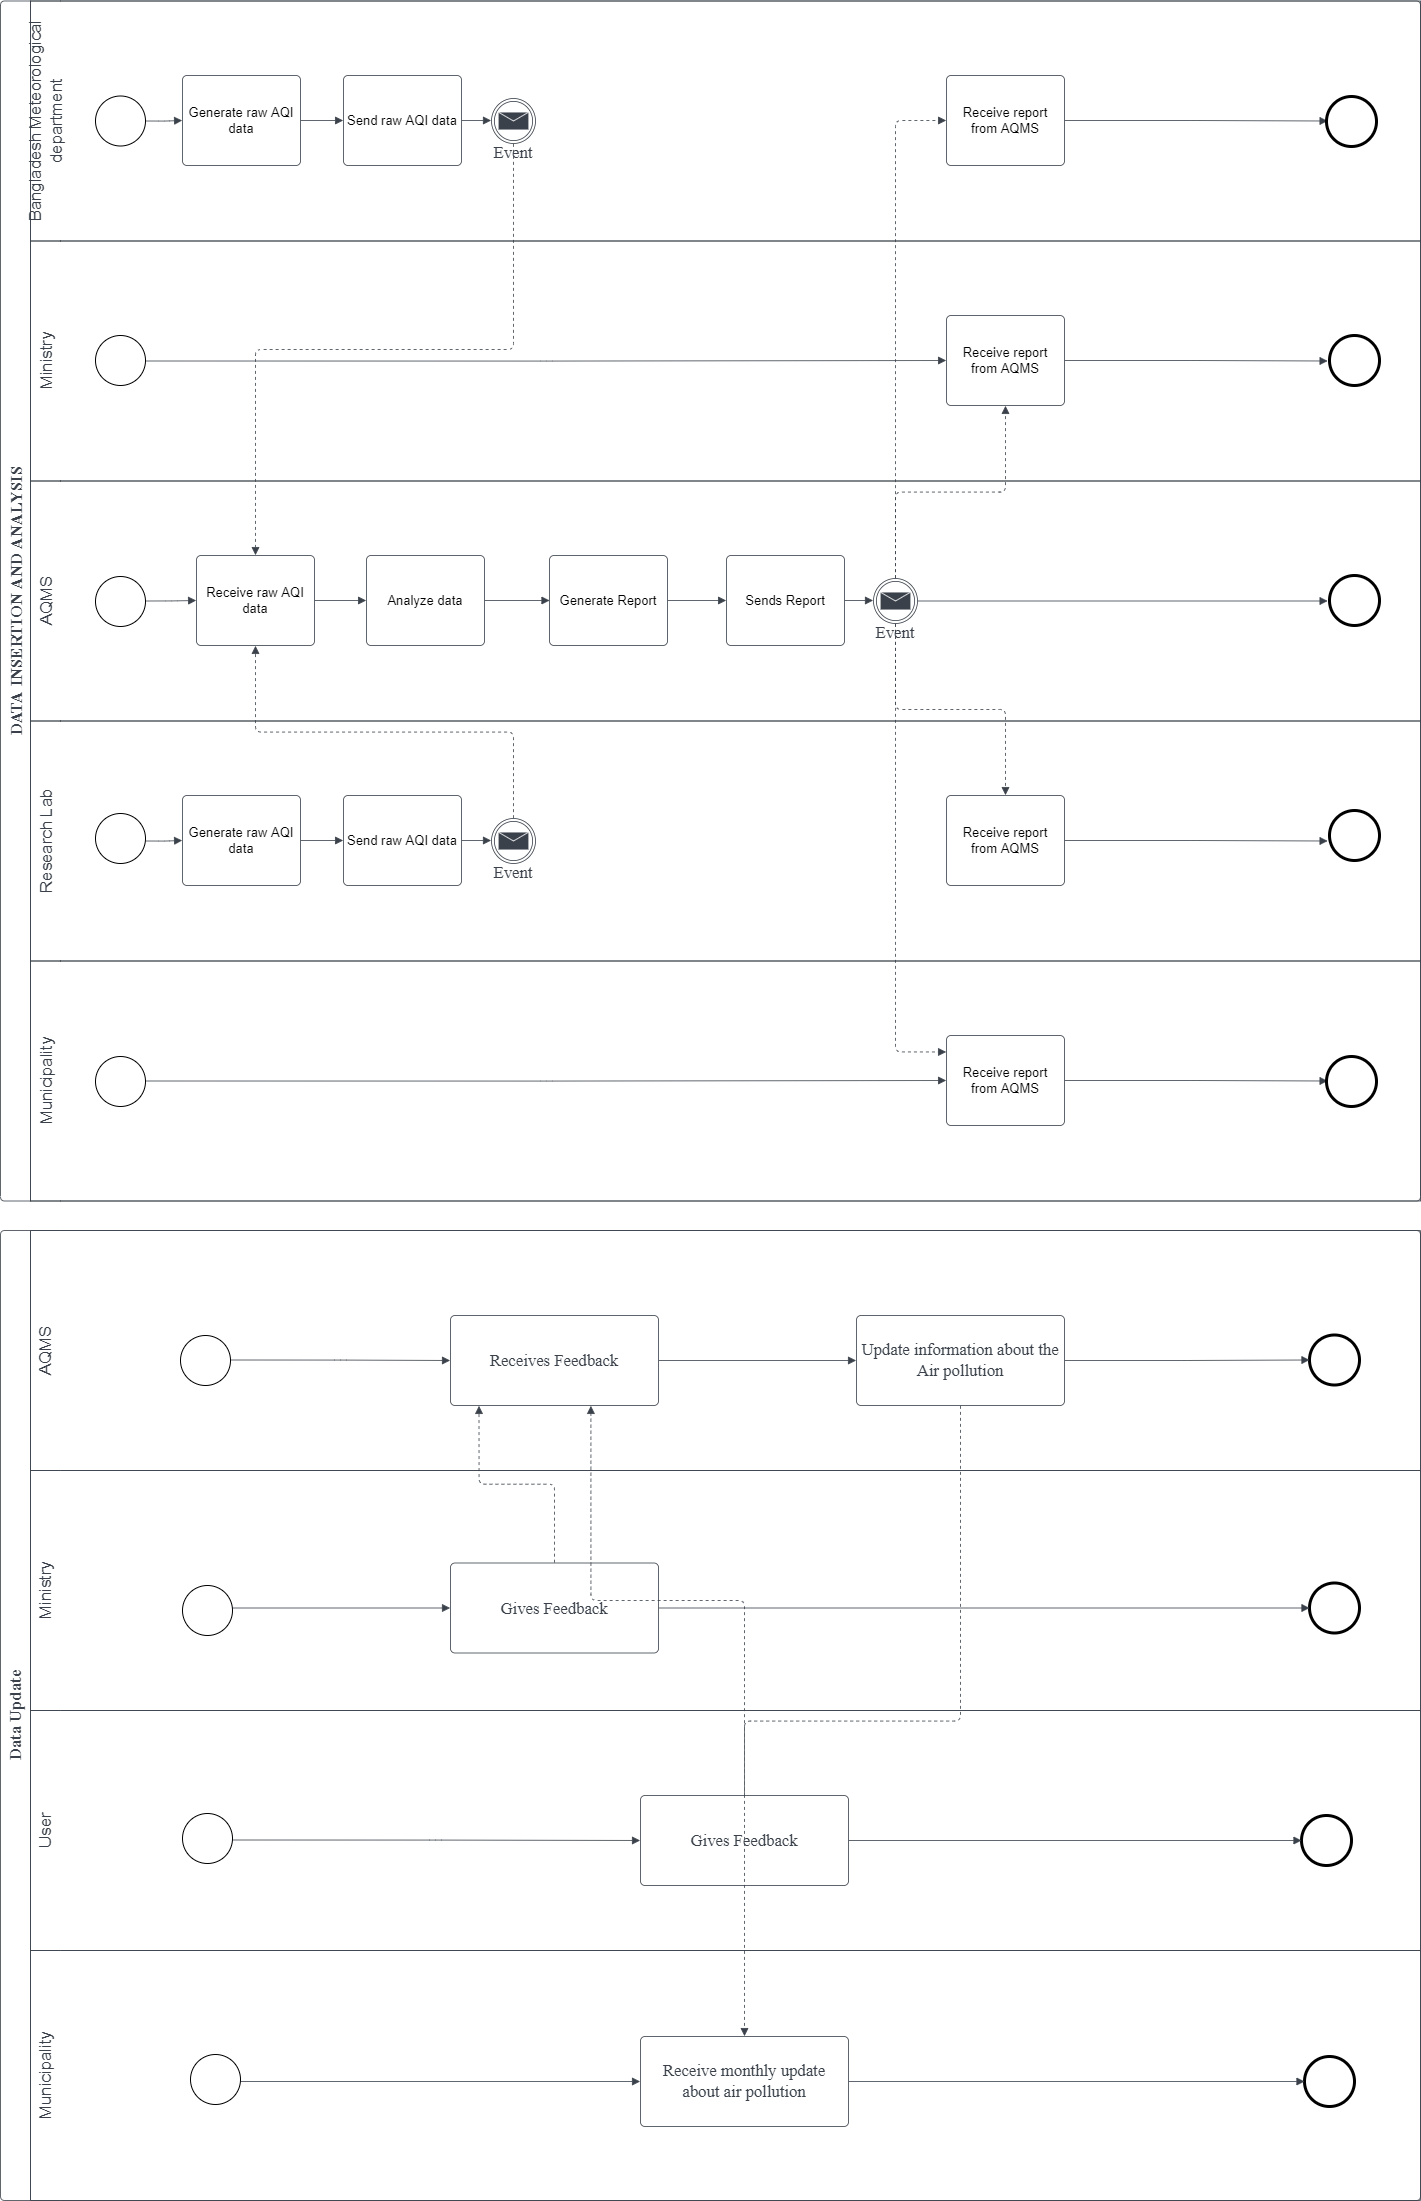 DATA INSERTION AND ANALYSIS
Bangladesh Meteorological
department
Generate raw AQI
data
Send raw AQI data
Event
Receive report
from AQMS
Ministry
Receive report
from AQMS
AQMS
Receive raw AQI
data
Analyze data
Generate Report
Sends Report
Event
Research Lab
Generate raw AQI
data
Send raw AQI data
Event
Receive report
from AQMS
Municipality
Receive report
from AQMS
Data Update
AQMS
Receives Feedback
Update information about the
Air pollution
Ministry
Gives Feedback
User
Gives Feedback
Municipality
Receive monthly update
about air pollution